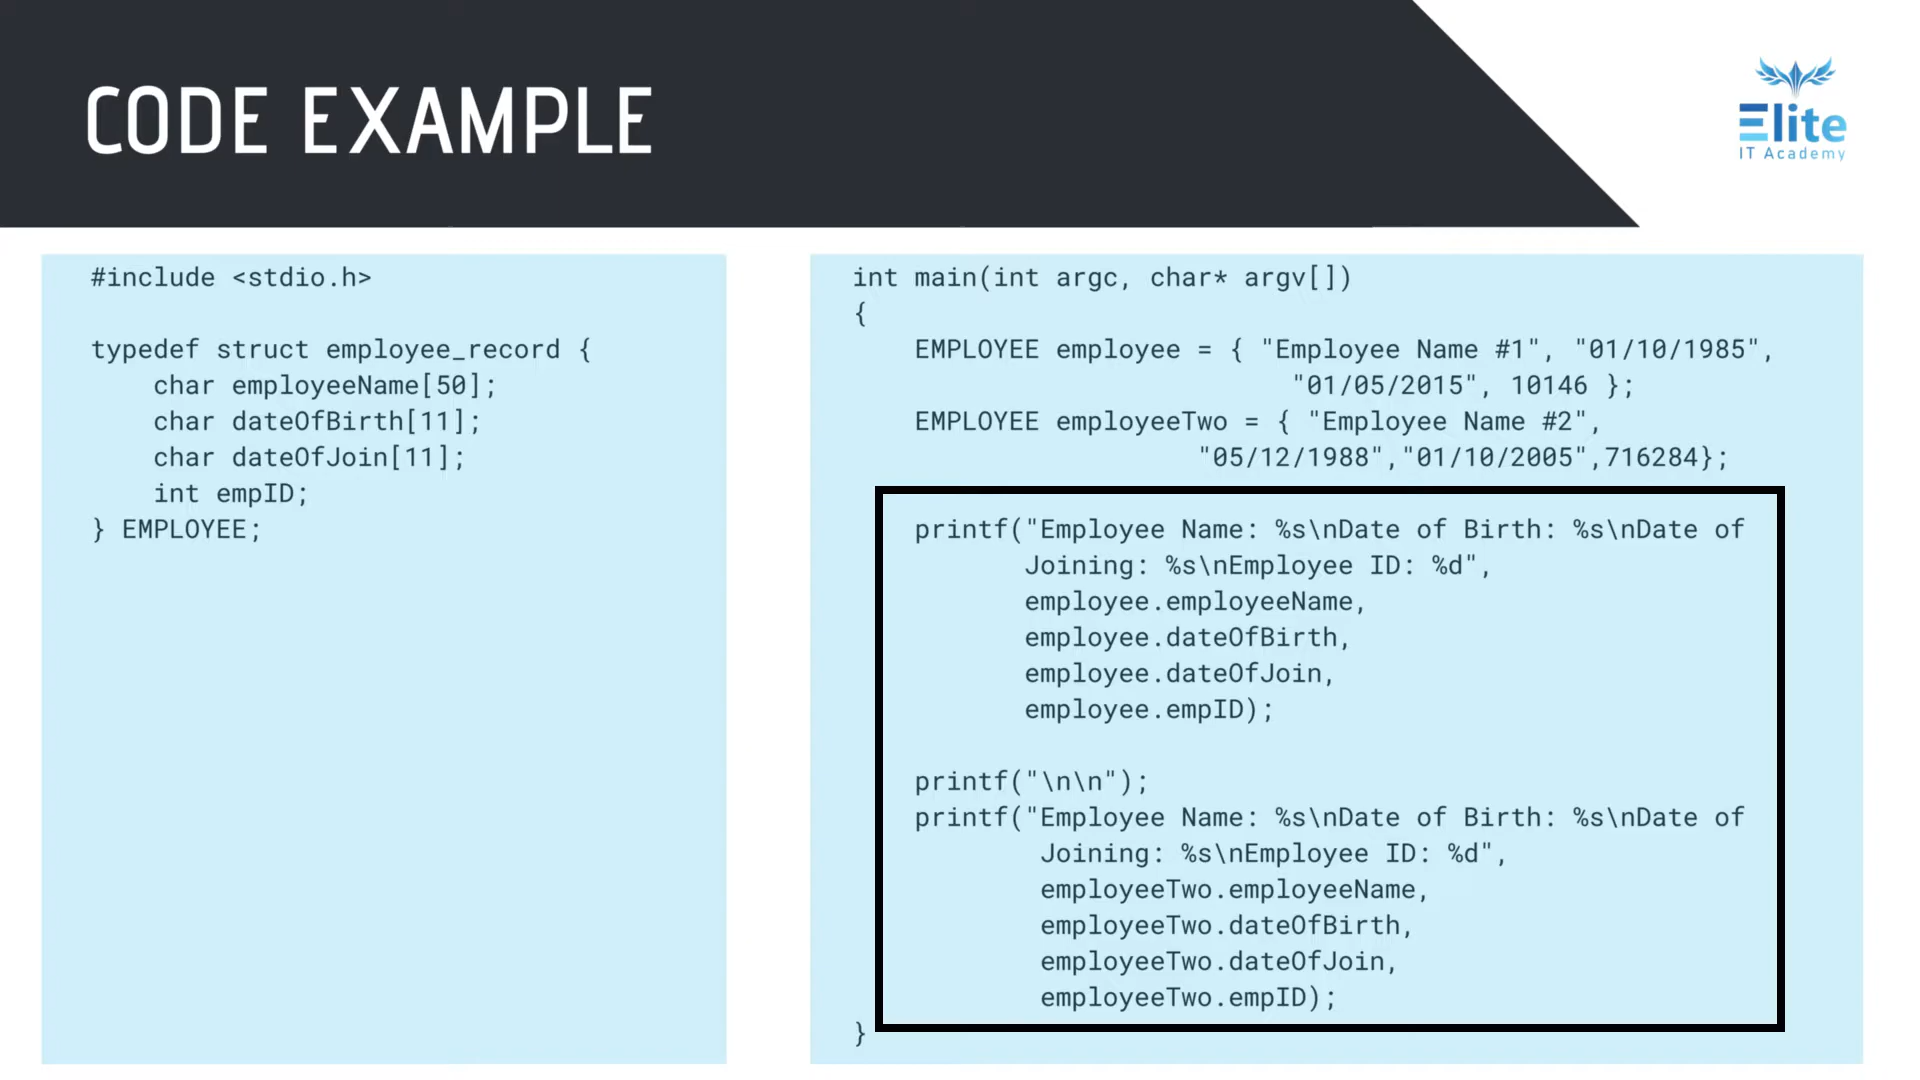 CODE EXAMPLE
Elite
IT Academy
#include <stdio.h>
typedef struct employee_record {
char employeeName[50];
char dateOfBirth[11];
char dateOfJoin[11];
int empID;
} EMPLOYEE;
int main(int argc, char* argv[])
{
EMPLOYEE employee = { "Employee Name #1", "01/10/1985",
"01/05/2015", 10146 };
EMPLOYEE employeeTwo = { "Employee Name #2",
"05/12/1988","01/10/2005",716284};
printf("Employee Name: %s\nDate of Birth: %s\nDate of
Joining: %s\nEmployee ID: %d",
employee.employeeName,
employee.dateOfBirth,
employee.dateOfJoin,
employee.empID);
printf("\n\n");
printf("Employee Name: %s\nDate of Birth: %s\nDate of
Joining: %s\nEmployee ID: %d",
employeeTwo.employeeName,
employeeTwo.dateOfBirth,
employeeTwo.dateOfJoin,
employeeTwo.empID);
}